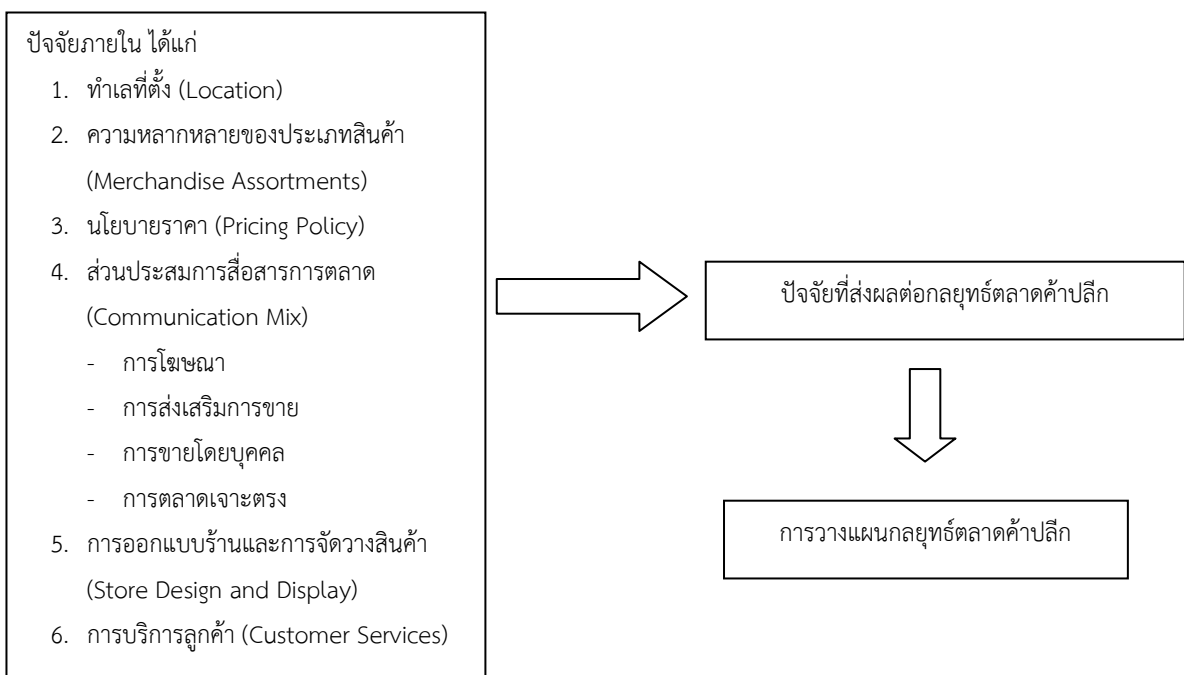 ปัจจัยภายใน ได้แก่
1. ทำเลที่ตั้ง (Location)
2. ความหลากหลายของประเภทสินค้า
(Merchandise Assortments)
3. นโยบายราคา (Pricing Policy)
4. ส่วนประสมการสื่อสารการตลาด
(Communication Mix)
- การโฆษณา
- การส่งเสริมการขาย
- การขายโดยบุคคล
- การตลาดเจาะตรง
5. การออกแบบร้านและการจัดวางสินค้า
(Store Design and Display)
6. การบริการลูกค้า (Customer Services)
ปัจจัยที่ส่งผลต่อกลยุทธ์ตลาดค้าปลีก
การวางแผนกลยุทธ์ตลาดค้าปลีก